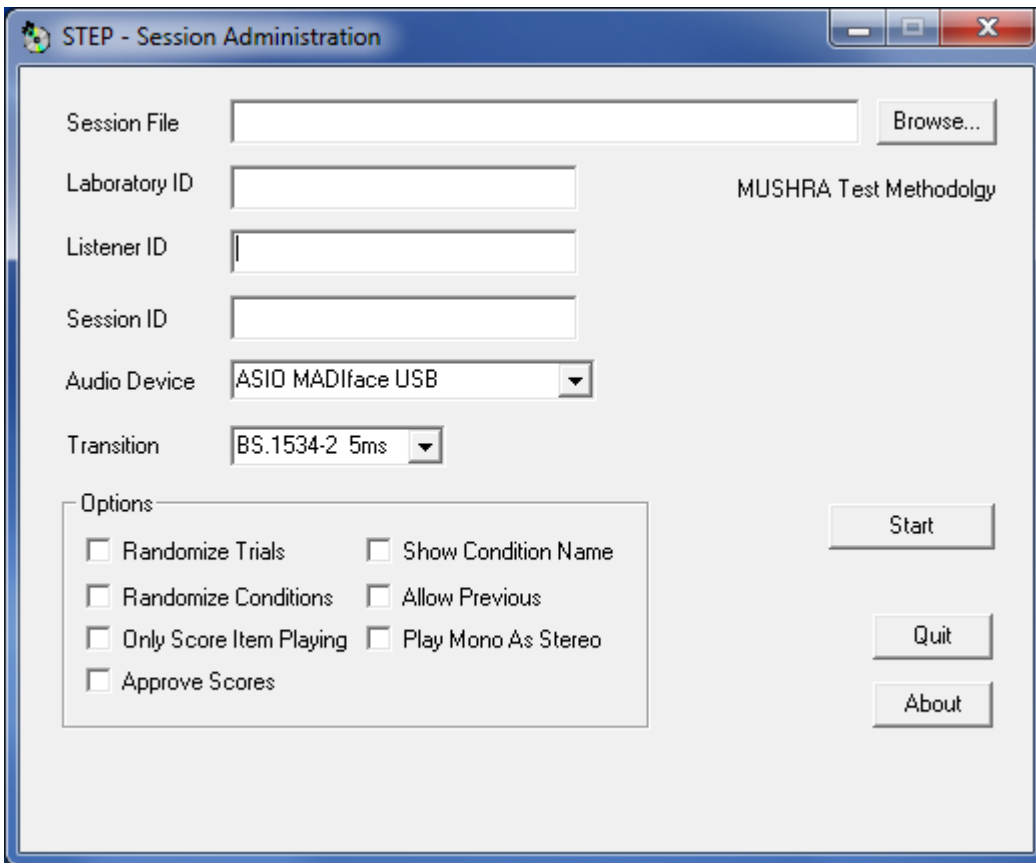 STEP - Session Administration
Session File
Browse...
Laboratory ID
MUSHRA Test Methodolgy
Listener ID
Session ID
Audio Device ASIO MADIface USB
Transition BS.1534-2 5ms
Options
Randomize Trials Show Condition Name
Randomize Conditions Allow Previous
Only Score Item Playing Play Mono As Stereo
Approve Scores
Start
Quit
About